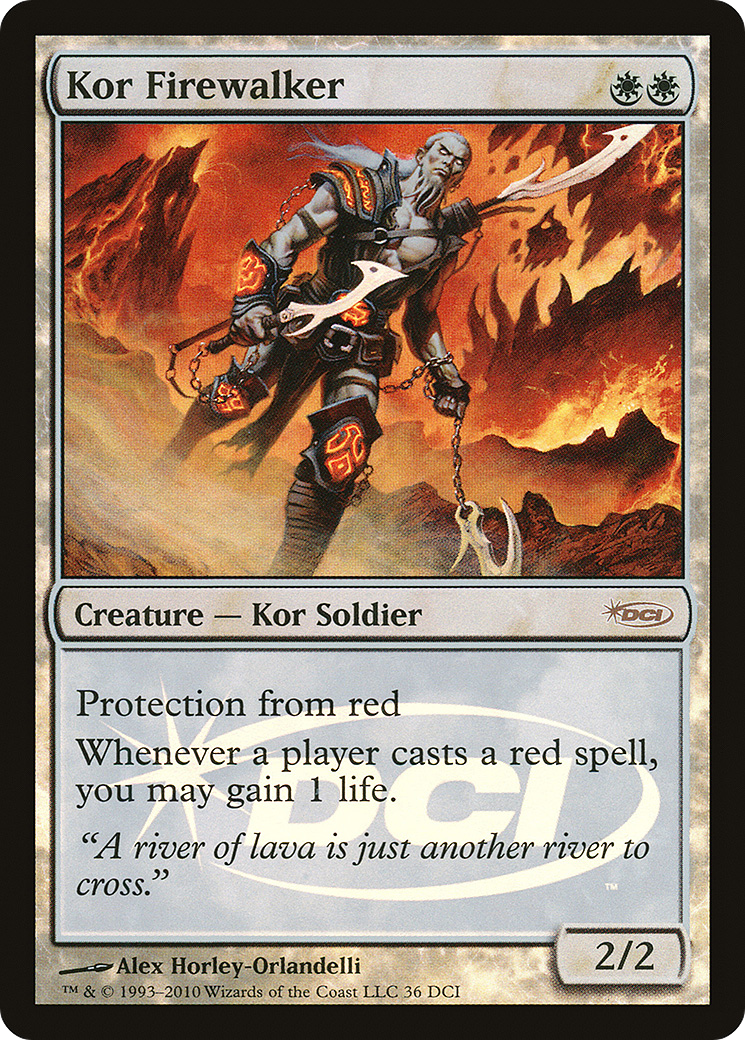 Kor Firewalker
Creature — Kor Soldier
DCI
Protection from red
Whenever a player casts a red spell,
you may gain 1 life.
“A river of lava is just another river to
cross.”
DCI
™
2/2
Alex Horley-Orlandelli
™ & © 1993–2010 Wizards of the Coast LLC 36 DCI